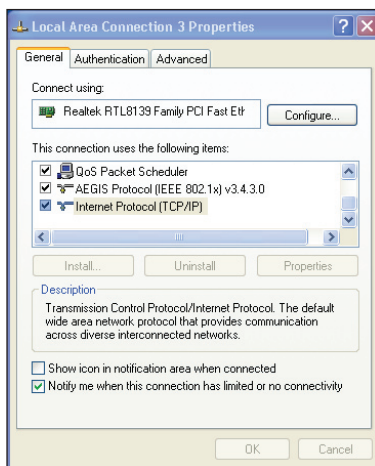 Local Area Connection 3 Properties
General Authentication Advanced
Connect using:
Realtek RTL8139 Family PCI Fast Eth
Configure...
This connection uses the following items:
QoS Packet Scheduler
AEGIS Protocol (IEEE 802.1x) v3.4.3.0
Internet Protocol (TCP/IP)
Install... Uninstall Properties
Description
Transmission Control Protocol/Internet Protocol. The default
wide area network protocol that provides communication
across diverse interconnected networks.
Show icon in notification area when connected
Notify me when this connection has limited or no connectivity
OK Cancel